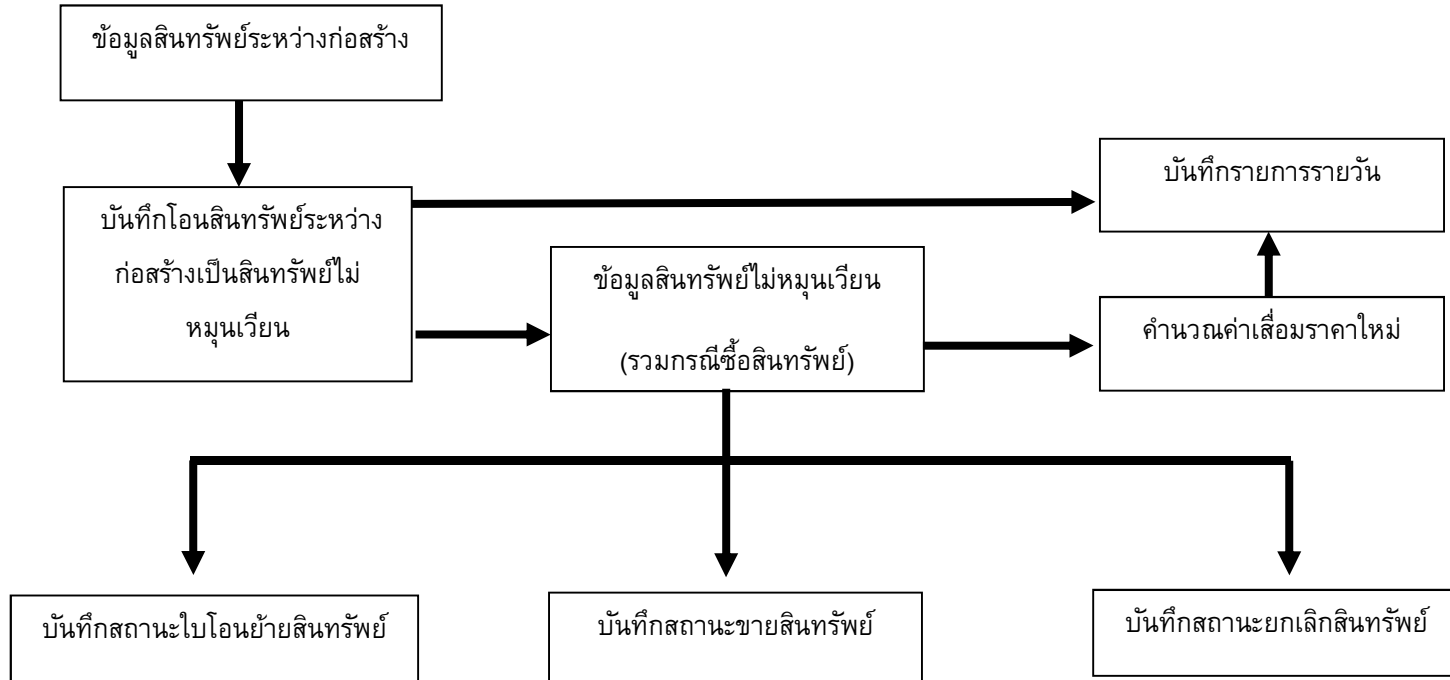 ข้อมูลสินทรัพย์ระหว่างก่อสร้าง
บันทึกรายการรายวัน
บันทึกโอนสินทรัพย์ระหว่าง
ก่อสร้างเป็นสินทรัพย์ไม่
หมุนเวียน
ข้อมูลสินทรัพย์ไม่หมุนเวียน
(รวมกรณีซื้อสินทรัพย์)
คำนวณค่าเสื่อมราคาใหม่
บันทึกสถานะใบโอนย้ายสินทรัพย์
บันทึกสถานะขายสินทรัพย์
บันทึกสถานะยกเลิกสินทรัพย์